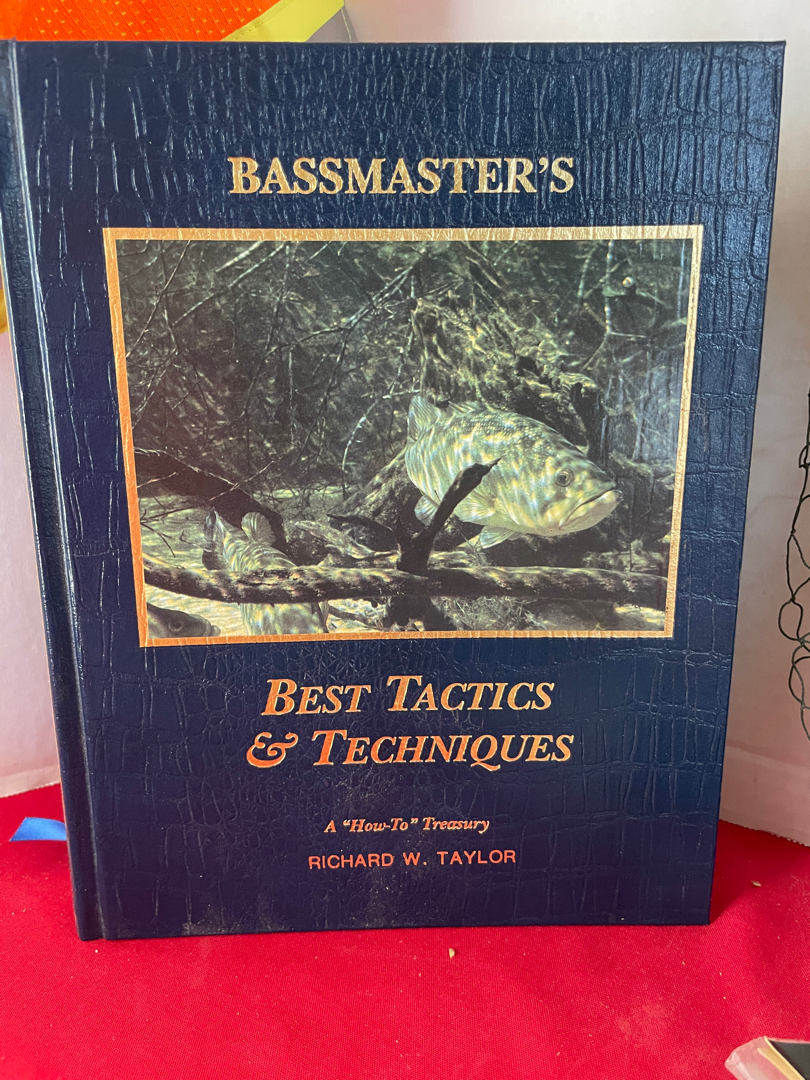 BASSMASTER'S
BEST TACTICS
& TECHNIQUES
A "How-To" Treasury
RICHARD W. TAYLOR